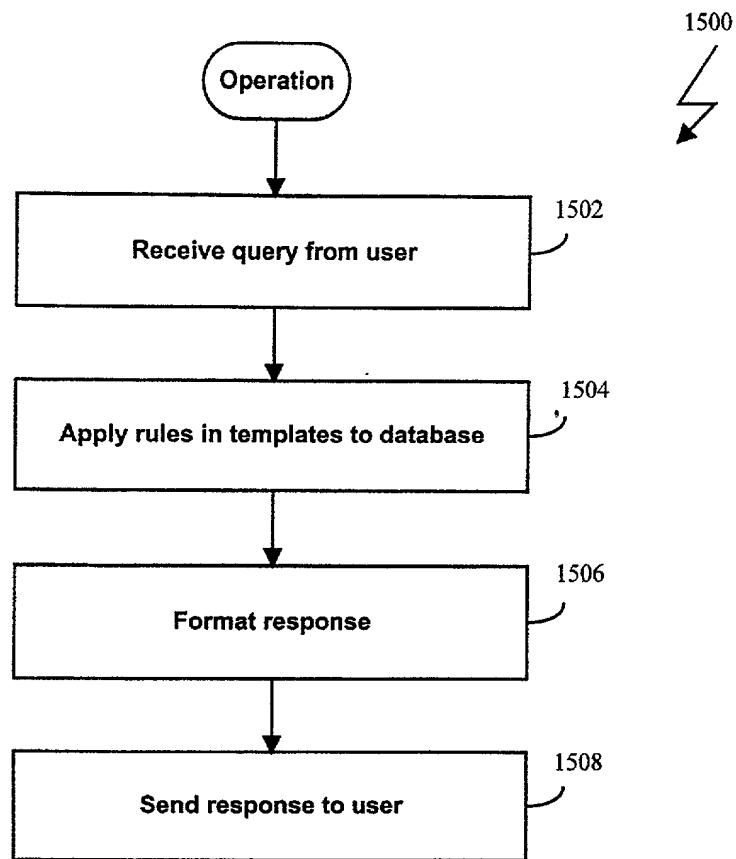 1500
Operation
1502
Receive query from user
1504
Apply rules in templates to database
1506
Format response
1508
Send response to user